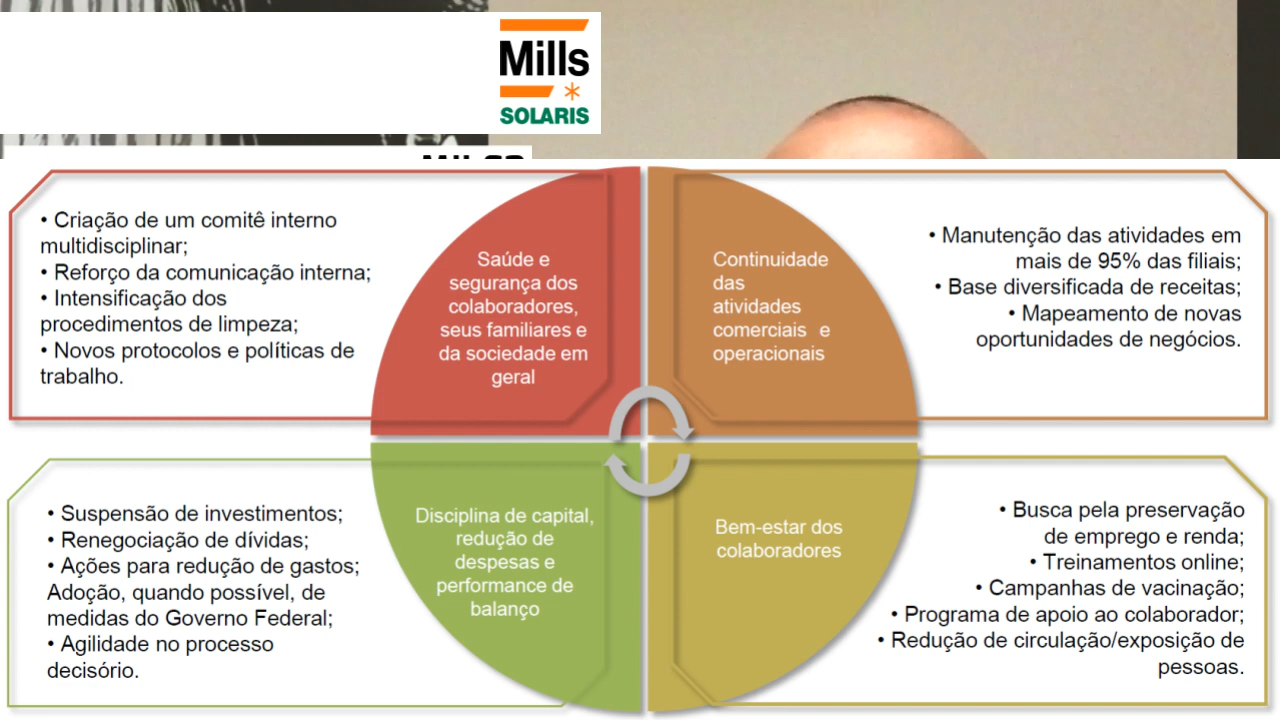 Mills
SOLARIS
• Criação de um comitê interno
multidisciplinar;
• Reforço da comunicação interna;
• Intensificação dos
procedimentos de limpeza;
• Novos protocolos e políticas de
trabalho.
Saúde e
segurança dos
colaboradores,
seus familiares e
da sociedade em
geral
Continuidade
das
atividades
comerciais e
operacionais
• Manutenção das atividades em
mais de 95% das filiais;
• Base diversificada de receitas;
• Mapeamento de novas
oportunidades de negócios.
• Suspensão de investimentos;
• Renegociação de dívidas;
• Ações para redução de gastos;
Adoção, quando possível, de
medidas do Governo Federal;
• Agilidade no processo
decisório.
Disciplina de capital,
redução de
despesas e
performance de
balanço
Bem-estar dos
colaboradores
• Busca pela preservação
de emprego e renda;
• Treinamentos online;
• Campanhas de vacinação;
• Programa de apoio ao colaborador;
• Redução de circulação/exposição de
pessoas.